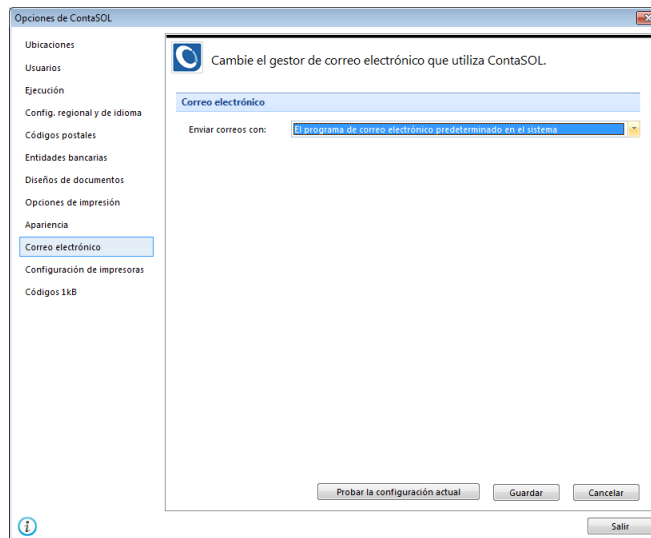 Opciones de ContaSOL
Ubicaciones
Usuarios
Ejecución
Config. regional y de idioma
Códigos postales
Entidades bancarias
Diseños de documentos
Opciones de impresión
Apariencia
Correo electrónico
Configuración de impresoras
Códigos 1kB
Cambie el gestor de correo electrónico que utiliza ContaSOL.
Correo electrónico
Enviar correos con: El programa de correo electrónico predeterminado en el sistema
Probar la configuración actual Guardar Cancelar
Salir